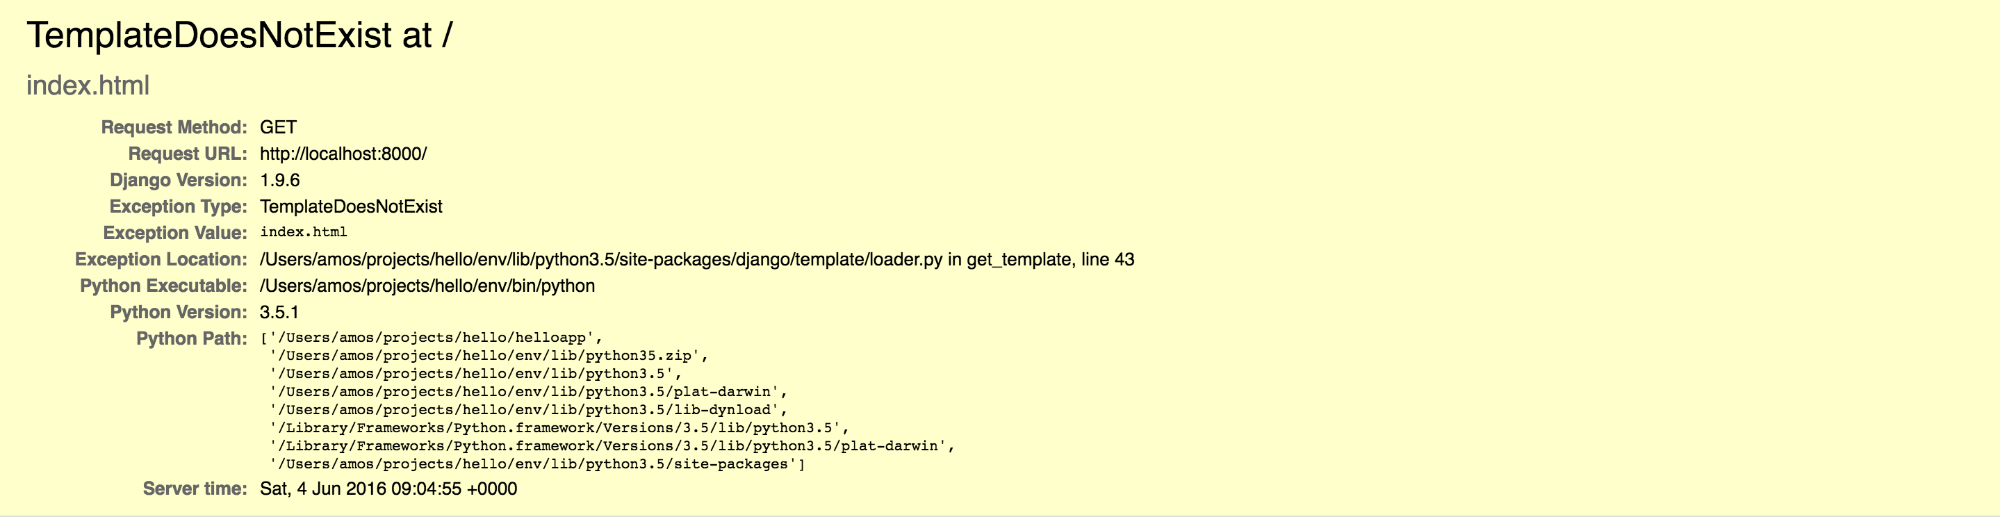 TemplateDoesNotExist at /
index.html
Request Method: GET
Request URL: http://localhost:8000/
Django Version: 1.9.6
Exception Type: TemplateDoesNotExist
Exception Value: index.html
Exception Location: /Users/amos/projects/hello/env/lib/python3.5/site-packages/django/template/loader.py in get_template, line 43
Python Executable: /Users/amos/projects/hello/env/bin/python
Python Version: 3.5.1
Python Path: ['/Users/amos/projects/hello/helloapp',
'/Users/amos/projects/hello/env/lib/python35.zip',
'/Users/amos/projects/hello/env/lib/python3.5',
'/Users/amos/projects/hello/env/lib/python3.5/plat-darwin',
'/Users/amos/projects/hello/env/lib/python3.5/lib-dynload',
'/Library/Frameworks/Python.framework/Versions/3.5/lib/python3.5',
'/Library/Frameworks/Python.framework/Versions/3.5/lib/python3.5/plat-darwin',
'/Users/amos/projects/hello/env/lib/python3.5/site-packages']
Server time: Sat, 4 Jun 2016 09:04:55 +0000